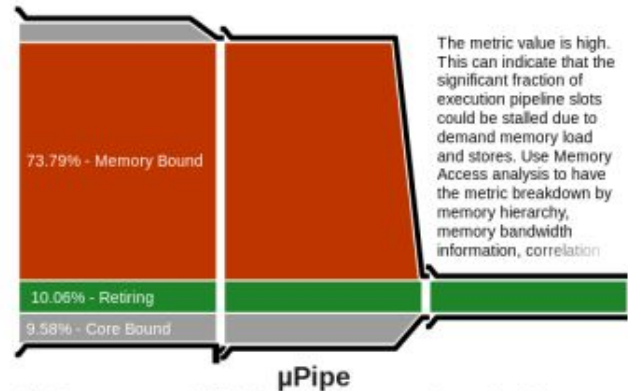 The metric value is high.
This can indicate that the
significant fraction of
execution pipeline slots
could be stalled due to
demand memory load
and stores. Use Memory
Access analysis to have
the metric breakdown by
memory hierarchy,
memory bandwidth
information, correlation
73.79% - Memory Bound
10.06% - Retiring
9.58% - Core Bound
µPipe